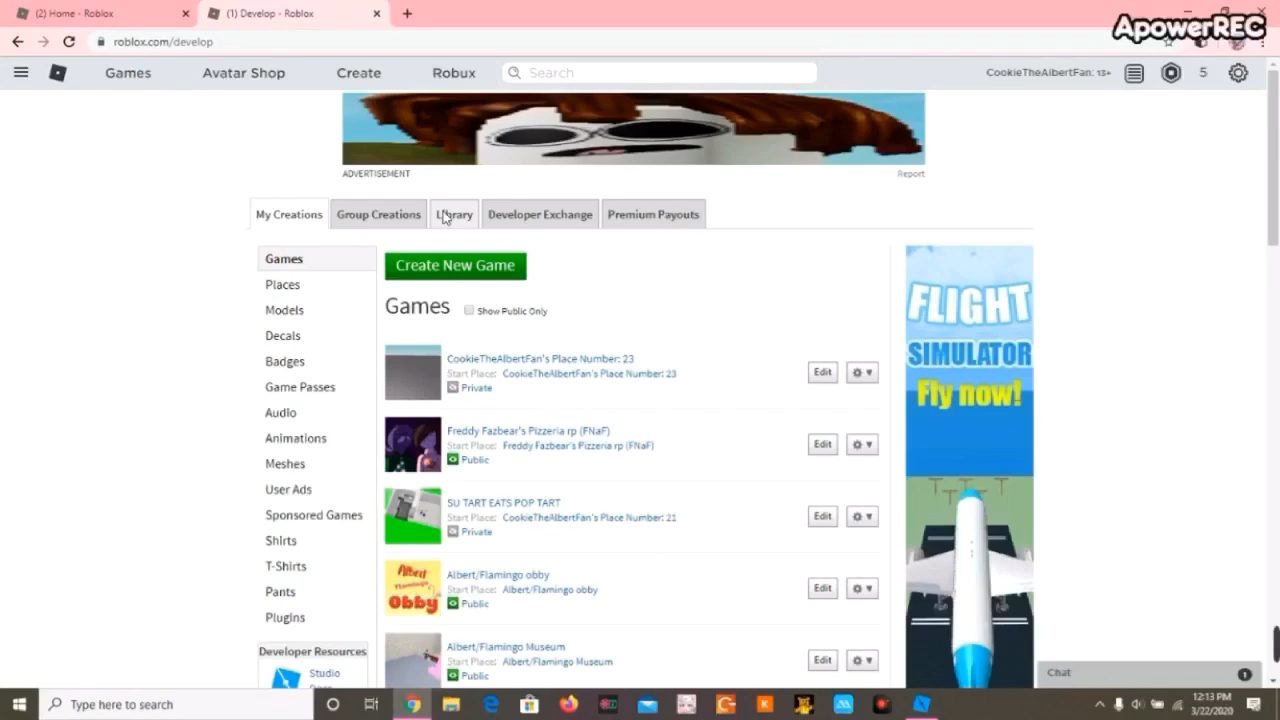 (2) Home - Roblox
(1) Develop - Roblox
ApowerREC
roblox.com/develop
Games
Avatar Shop
Create
Robux
Search
CookieTheAlbertFan: 13+
5
ADVERTISEMENT
Report
My Creations
Group Creations
Library
Developer Exchange
Premium Payouts
Games
Places
Models
Decals
Badges
Game Passes
Audio
Animations
Meshes
User Ads
Sponsored Games
Shirts
T-Shirts
Pants
Plugins
Developer Resources
Studio
Create New Game
Games
Show Public Only
CookieTheAlbertFan's Place Number: 23
Start Place: CookieTheAlbertFan's Place Number: 23
Private
Edit
Freddy Fazbear's Pizzeria rp (FNaF)
Start Place: Freddy Fazbear's Pizzeria rp (FNaF)
Public
Edit
SU TART EATS POP TART
Start Place: CookieTheAlbertFan's Place Number: 21
Private
Edit
Albert
Flamingo
Obby
Albert/Flamingo obby
Start Place: Albert/Flamingo obby
Public
Edit
Albert/Flamingo Museum
Start Place: Albert/Flamingo Museum
Public
Edit
FLIGHT
SIMULATOR
Fly now!
Chat
1
Type here to search
12:13 PM
3/22/2020